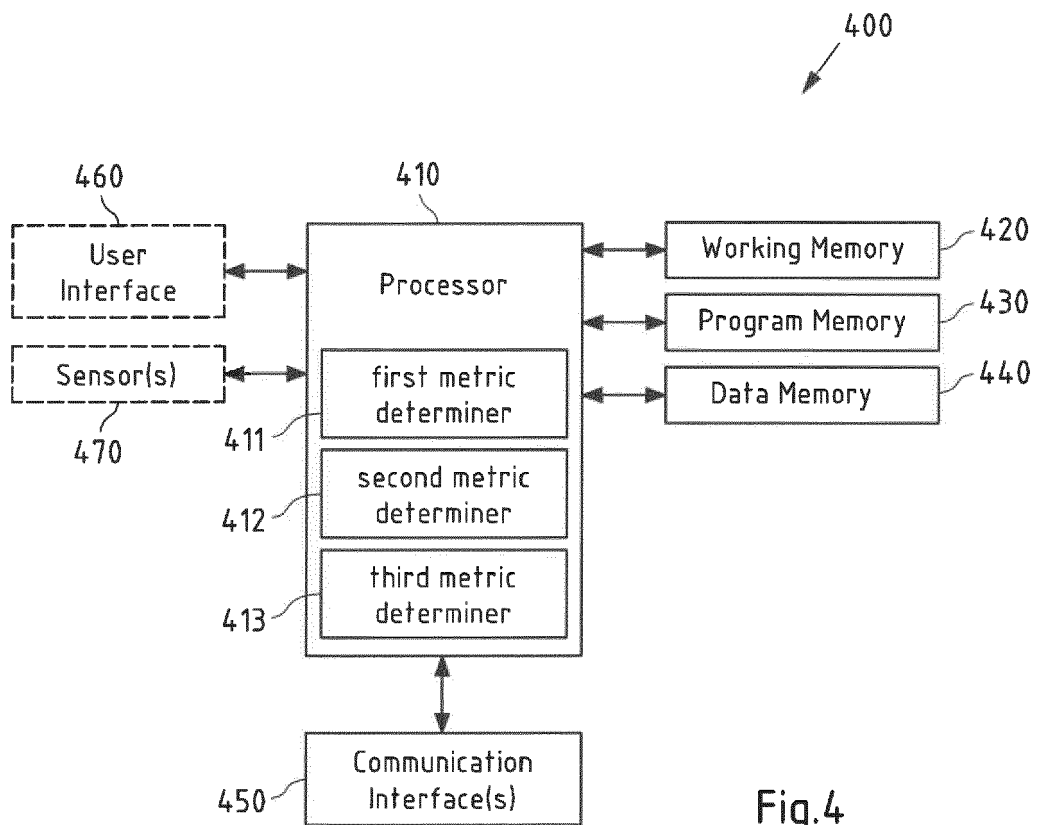 400
460
410
User
Interface
Processor
Working Memory
420
Program Memory
430
Sensor(s)
470
Data Memory
440
first metric
determiner
411
second metric
determiner
412
third metric
determiner
413
Communication
Interface(s)
450
Fig.4